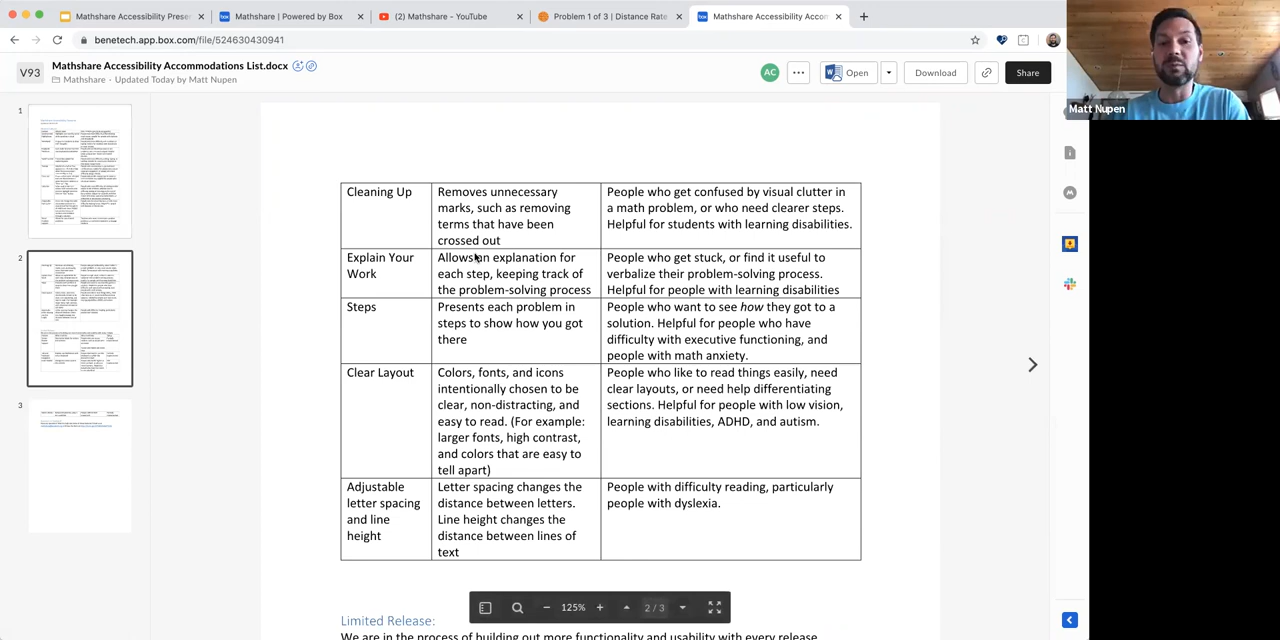 Mathshare Accessibility Preser
Mathshare | Powered by Box
(2) Mathshare - YouTube
Problem 1 of 3 | Distance Rate
Mathshare Accessibility Accom
benetech.app.box.com/file/524630430941
V93
Mathshare Accessibility Accommodations List.docx
Mathshare · Updated Today by Matt Nupen
AC
Open
Download
Share
Matt Nupen
1
2
3
Cleaning Up
Removes the cross out
marks, while removing
terms that have been
crossed out
People who get confused by visual clutter in
a math problem, or who need clearer steps.
Helpful for students with learning disabilities.
Explain Your
Work
Allows explanation for
each step to keep track of
the problem-solving process
People who get stuck, or find it useful to
verbalize their problem-solving process.
Helpful for people with learning disabilities
Steps
Presents the problem in
steps to show how you got
there
People who want to see how they got to a
solution. Helpful for people who have
difficulty with executive functioning, and
people with math anxiety.
Clear Layout
Colors, fonts, and icons
intentionally chosen to be
clear, non-distracting, and
easy to read. (For example:
larger fonts, high contrast,
and colors that are easy to
tell apart)
People who like to read things easily, need
clear layouts, or need help differentiating
sections. Helpful for people with low vision,
learning disabilities, ADHD, and autism.
Adjustable
letter spacing
and line
height
Letter spacing changes the
distance between letters.
Line height changes the
distance between lines of
text
People with difficulty reading, particularly
people with dyslexia.
125%
2 / 3
Limited Release:
We are in the process of building out more functionality and usability with every release